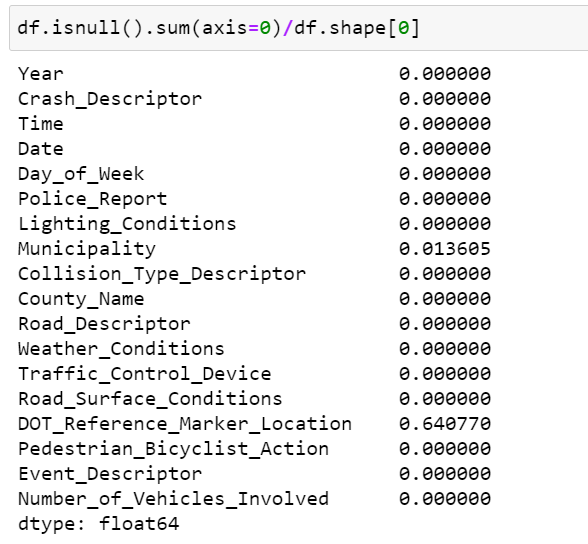 df.isnull().sum(axis=0)/df.shape[0]
Year 0.000000
Crash_Descriptor 0.000000
Time 0.000000
Date 0.000000
Day_of_Week 0.000000
Police_Report 0.000000
Lighting_Conditions 0.000000
Municipality 0.013605
Collision_Type_Descriptor 0.000000
County_Name 0.000000
Road_Descriptor 0.000000
Weather_Conditions 0.000000
Traffic_Control_Device 0.000000
Road_Surface_Conditions 0.000000
DOT_Reference_Marker_Location 0.640770
Pedestrian_Bicyclist_Action 0.000000
Event_Descriptor 0.000000
Number_of_Vehicles_Involved 0.000000
dtype: float64